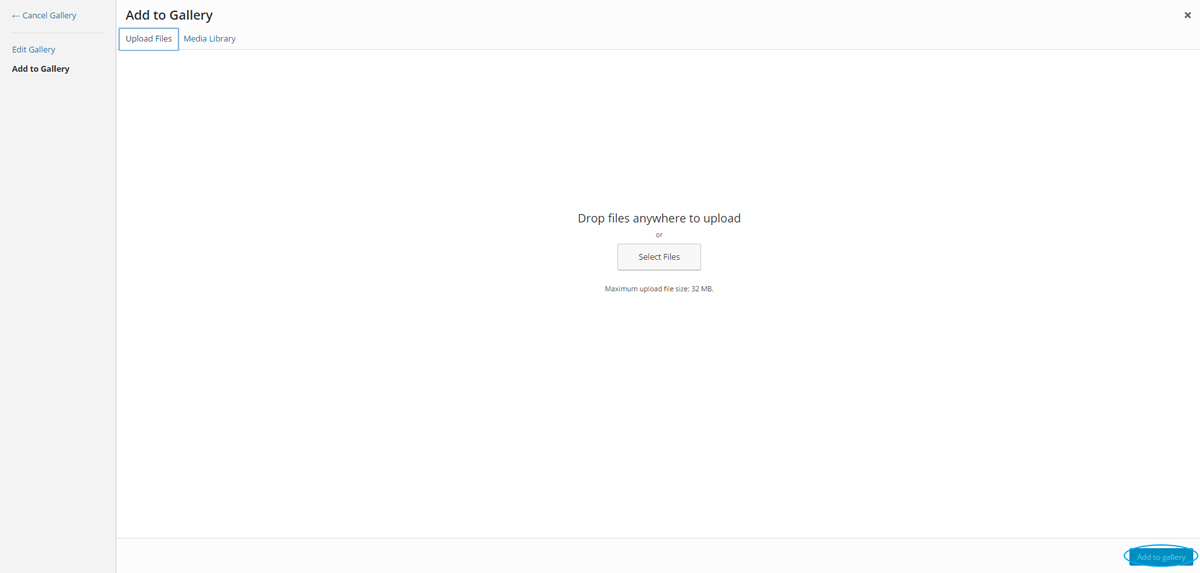 ← Cancel Gallery
Edit Gallery
Add to Gallery
Add to Gallery
×
Upload Files Media Library
Drop files anywhere to upload
or
Select Files
Maximum upload file size: 32 MB.
Add to gallery